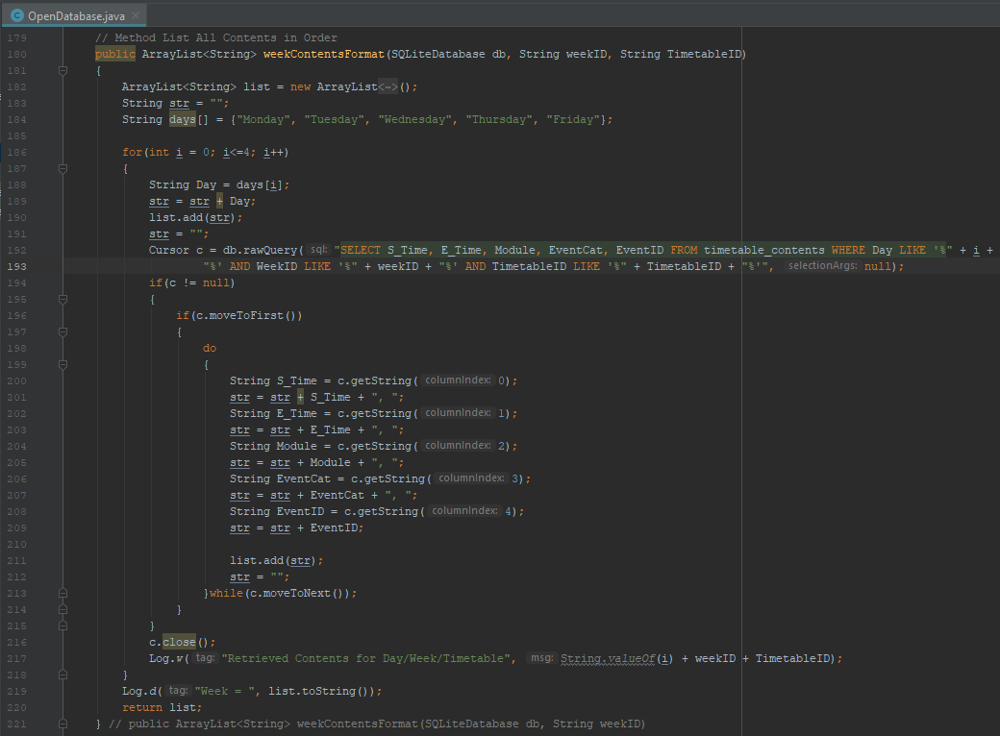 OpenDatabase.java
179 // Method List All Contents in Order
180 public ArrayList<String> weekContentsFormat(SQLiteDatabase db, String weekID, String TimetableID)
181 {
182 ArrayList<String> list = new ArrayList<~>();
183 String str = "";
184 String days[] = {"Monday", "Tuesday", "Wednesday", "Thursday", "Friday"};
185
186 for(int i = 0; i<=4; i++)
187 {
188 String Day = days[i];
189 str = str + Day;
190 list.add(str);
191 str = "";
192 Cursor c = db.rawQuery( sql: "SELECT S_Time, E_Time, Module, EventCat, EventID FROM timetable_contents WHERE Day LIKE '%" + i +
193 "%' AND WeekID LIKE '%" + weekID + "%' AND TimetableID LIKE '%" + TimetableID + "%'", selectionArgs: null);
194 if(c != null)
195 {
196 if(c.moveToFirst())
197 {
198 do
199 {
200 String S_Time = c.getString( columnIndex: 0);
201 str = str + S_Time + ", ";
202 String E_Time = c.getString( columnIndex: 1);
203 str = str + E_Time + ", ";
204 String Module = c.getString( columnIndex: 2);
205 str = str + Module + ", ";
206 String EventCat = c.getString( columnIndex: 3);
207 str = str + EventCat + ", ";
208 String EventID = c.getString( columnIndex: 4);
209 str = str + EventID;
210
211 list.add(str);
212 str = "";
213 }while(c.moveToNext());
214 }
215 }
216 c.close();
217 Log.v( tag: "Retrieved Contents for Day/Week/Timetable", msg: String.valueOf(i) + weekID + TimetableID);
218 }
219 Log.d( tag: "Week = ", list.toString());
220 return list;
221 } // public ArrayList<String> weekContentsFormat(SQLiteDatabase db, String weekID)